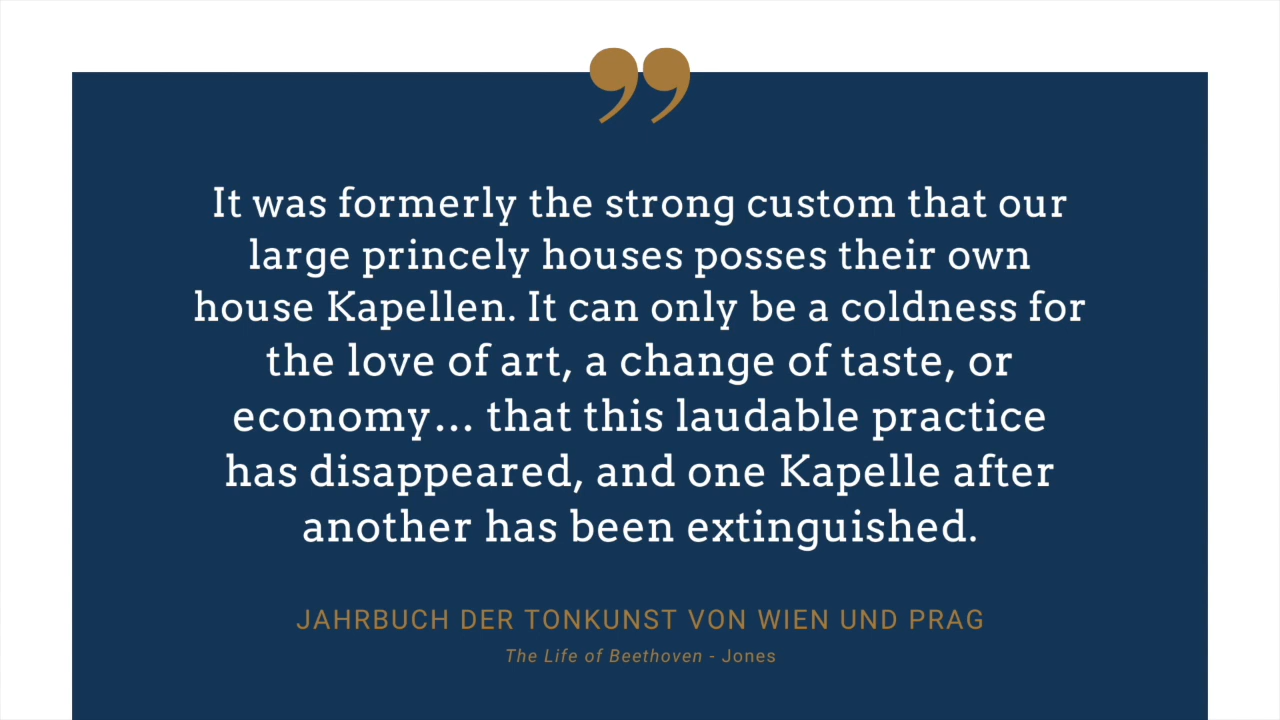 ”
It was formerly the strong custom that our
large princely houses posses their own
house Kapellen. It can only be a coldness for
the love of art, a change of taste, or
economy... that this laudable practice
has disappeared, and one Kapelle after
another has been extinguished.
JAHRBUCH DER TONKUNST VON WIEN UND PRAG
The Life of Beethoven - Jones